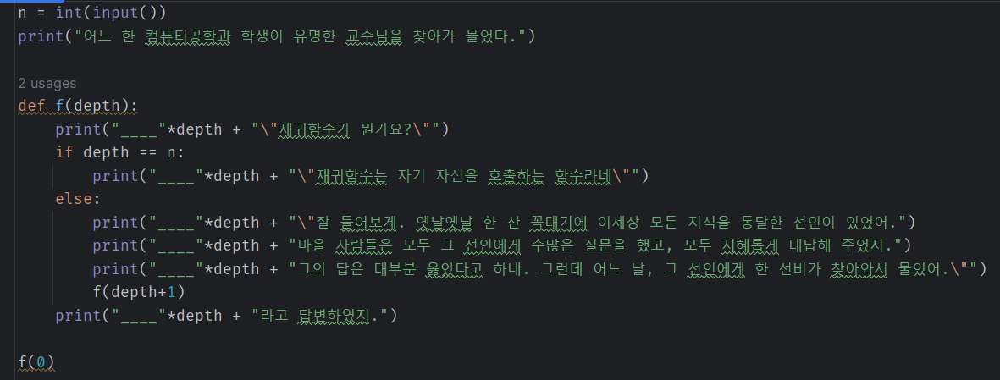 n = int(input())
print("어느 한 컴퓨터공학과 학생이 유명한 교수님을 찾아가 물었다.")
2 usages
def f(depth):
    print("____"*depth + "\"재귀함수가 뭔가요?\"")
    if depth == n:
        print("____"*depth + "\"재귀함수는 자기 자신을 호출하는 함수라네\"")
    else:
        print("____"*depth + "\"잘 들어보게. 옛날옛날 한 산 꼭대기에 이세상 모든 지식을 통달한 선인이 있었어.")
        print("____"*depth + "마을 사람들은 모두 그 선인에게 수많은 질문을 했고, 모두 지혜롭게 대답해 주었지.")
        print("____"*depth + "그의 답은 대부분 옳았다고 하네. 그런데 어느 날, 그 선인에게 한 선비가 찾아와서 물었어.\"")
        f(depth+1)
    print("____"*depth + "라고 답변하였지.")
f(0)